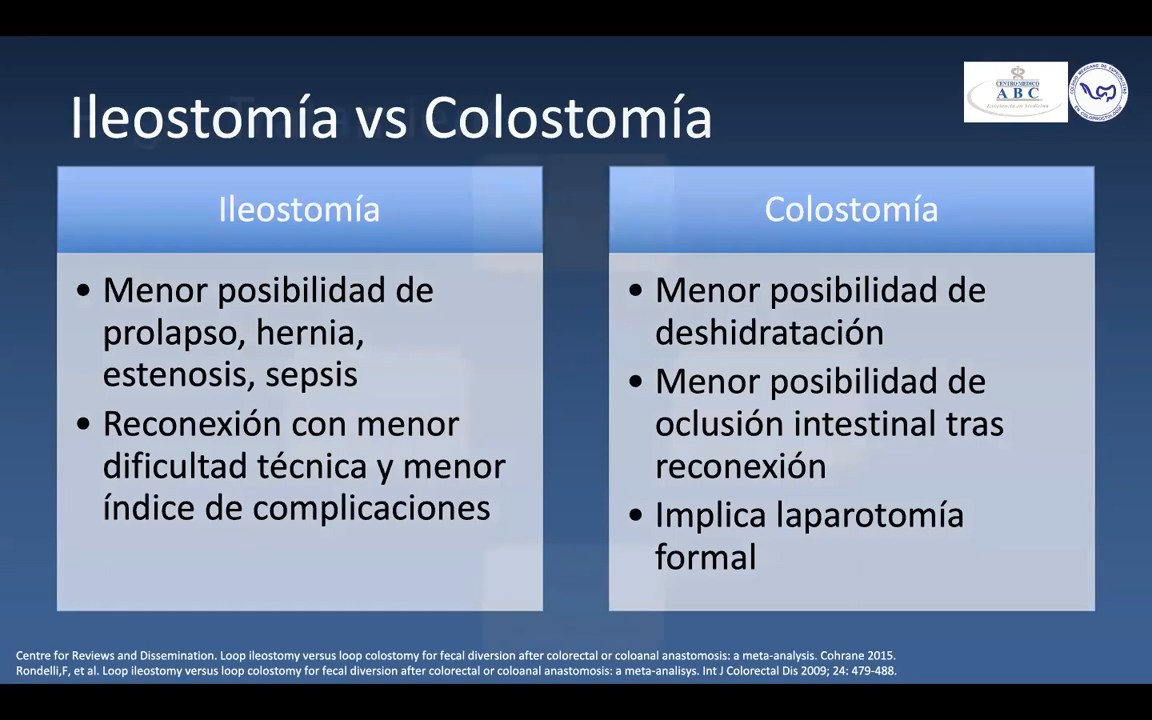 Ileostomía vs Colostomía
CENTRO MEDICO
ABC
Excelencia en Medicina
Ileostomía
• Menor posibilidad de
prolapso, hernia,
estenosis, sepsis
• Reconexión con menor
dificultad técnica y menor
índice de complicaciones
Colostomía
• Menor posibilidad de
deshidratación
• Menor posibilidad de
oclusión intestinal tras
reconexión
• Implica laparotomía
formal
Centre for Reviews and Dissemination. Loop ileostomy versus loop colostomy for fecal diversion after colorectal or coloanal anastomosis: a meta-analysis. Cohrane 2015.
Rondelli,F, et al. Loop ileostomy versus loop colostomy for fecal diversion after colorectal or coloanal anastomosis: a meta-analisys. Int J Colorectal Dis 2009; 24: 479-488.